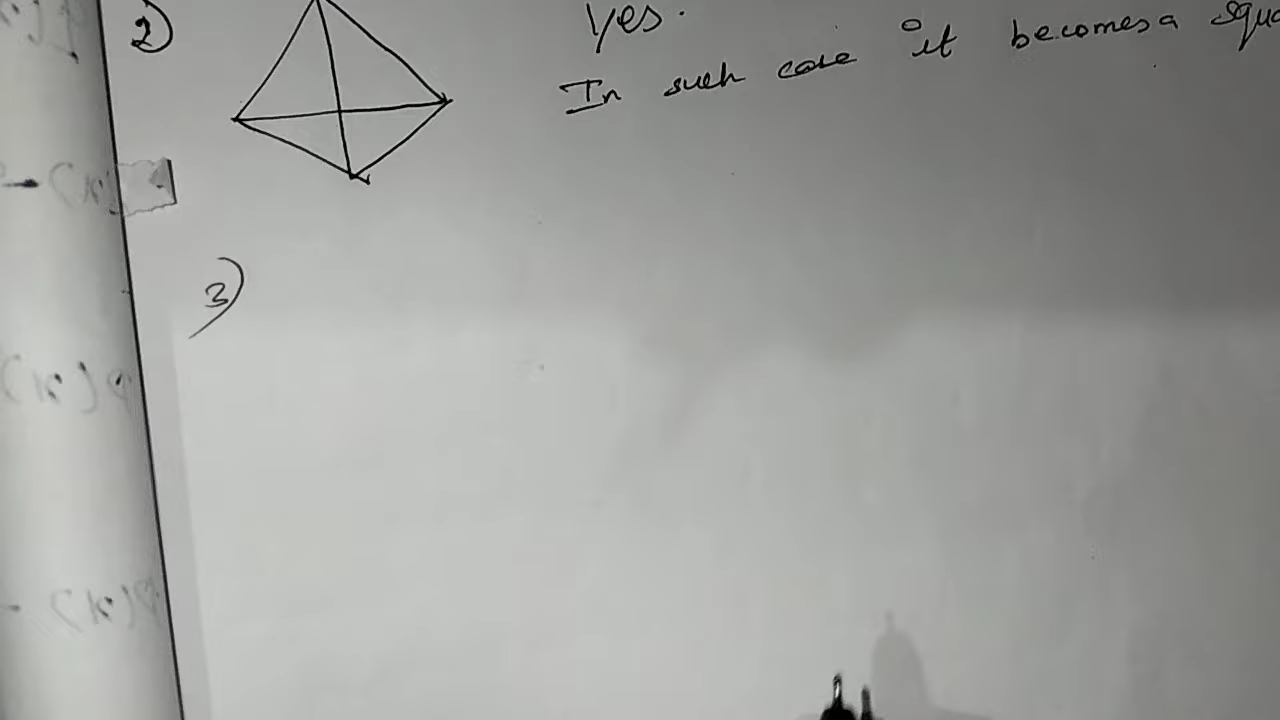 2)
Yes.
In such case it becomes a
3)